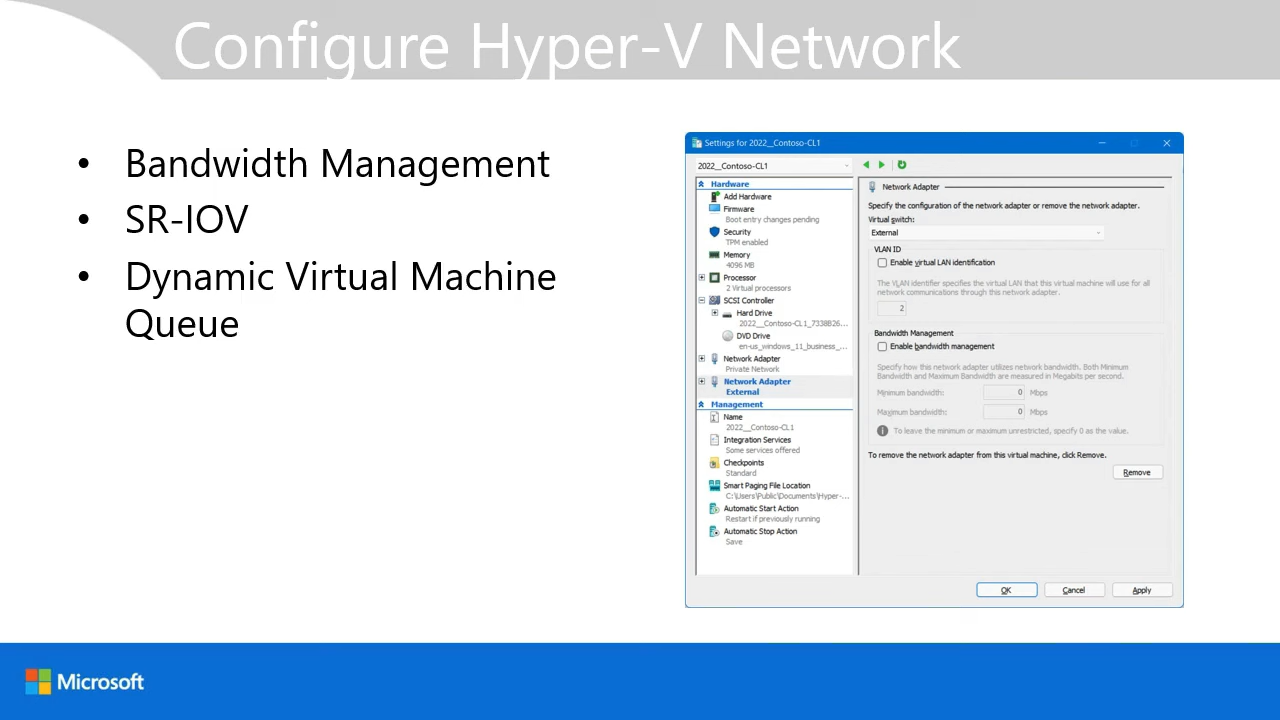 Configure Hyper-V Network
• Bandwidth Management
• SR-IOV
• Dynamic Virtual Machine
Queue
Settings for 2022__Contoso-CL1
2022__Contoso-CL1
Hardware
Add Hardware
Firmware
Boot entry changes pending
Security
TPM enabled
Memory
4096 MB
Processor
2 Virtual processors
SCSI Controller
Hard Drive
2022__Contoso-CL1_7338B26...
DVD Drive
en-us_windows_11_business_...
Network Adapter
Private Network
Network Adapter
External
Management
Name
2022__Contoso-CL1
Integration Services
Some services offered
Checkpoints
Standard
Smart Paging File Location
C:\Users\Public\Documents\Hyper-...
Automatic Start Action
Restart if previously running
Automatic Stop Action
Save
Network Adapter
Specify the configuration of the network adapter or remove the network adapter.
Virtual switch:
External
VLAN ID
Enable virtual LAN identification
The VLAN identifier specifies the virtual LAN that this virtual machine will use for all
network communications through this network adapter.
2
Bandwidth Management
Enable bandwidth management
Specify how this network adapter utilizes network bandwidth. Both Minimum
Bandwidth and Maximum Bandwidth are measured in Megabits per second.
Minimum bandwidth: 0 Mbps
Maximum bandwidth: 0 Mbps
To leave the minimum or maximum unrestricted, specify 0 as the value.
To remove the network adapter from this virtual machine, click Remove.
Remove
OK Cancel Apply
Microsoft